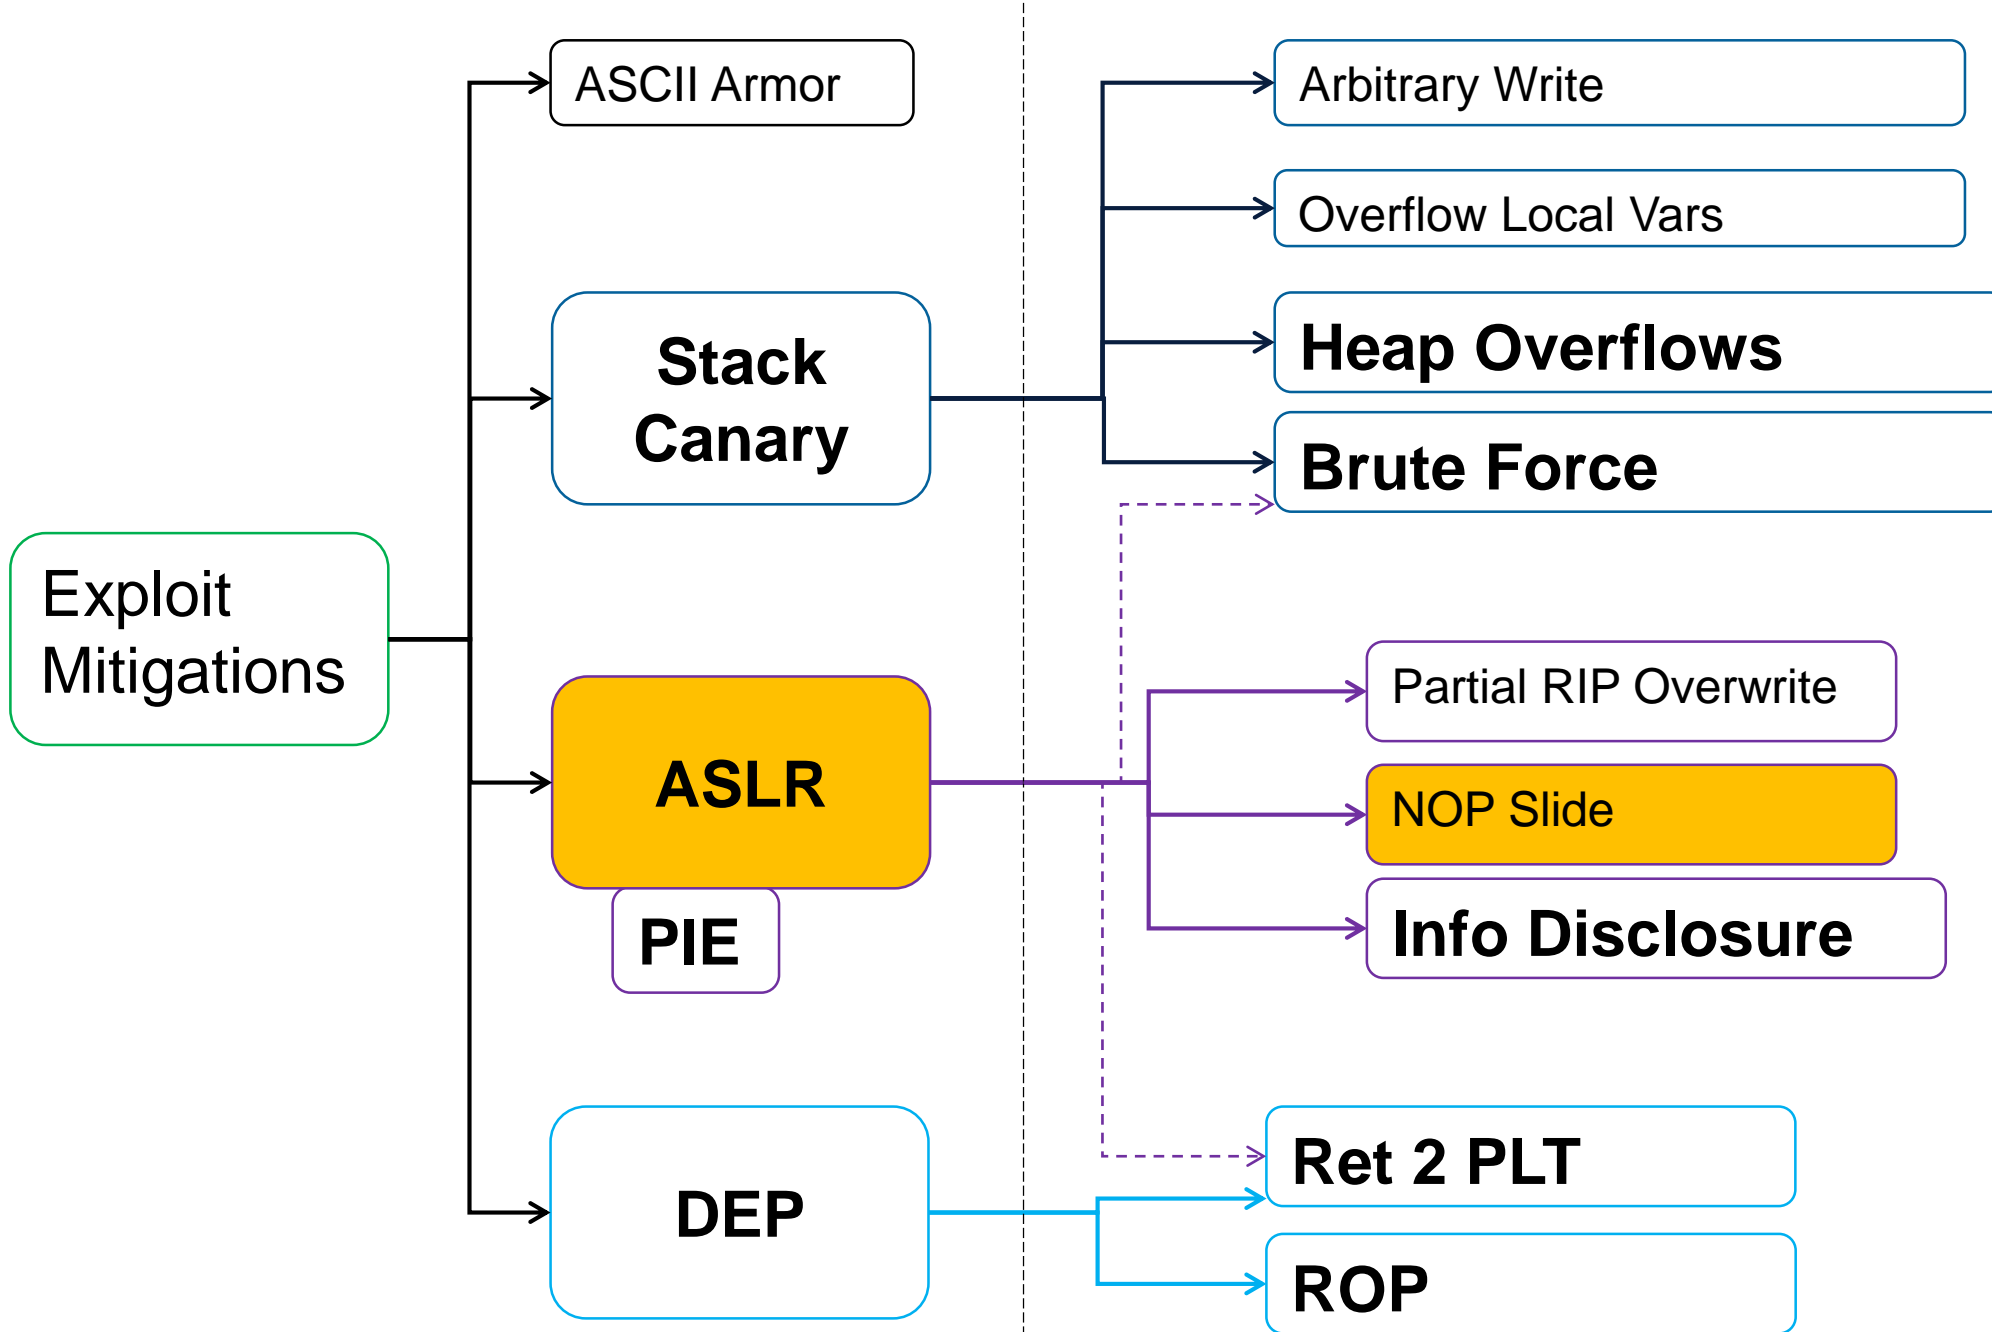 ASCII Armor
Arbitrary Write
Overflow Local Vars
Stack
Canary
Heap Overflows
Brute Force
Exploit
Mitigations
ASLR
PIE
Partial RIP Overwrite
NOP Slide
Info Disclosure
DEP
Ret 2 PLT
ROP